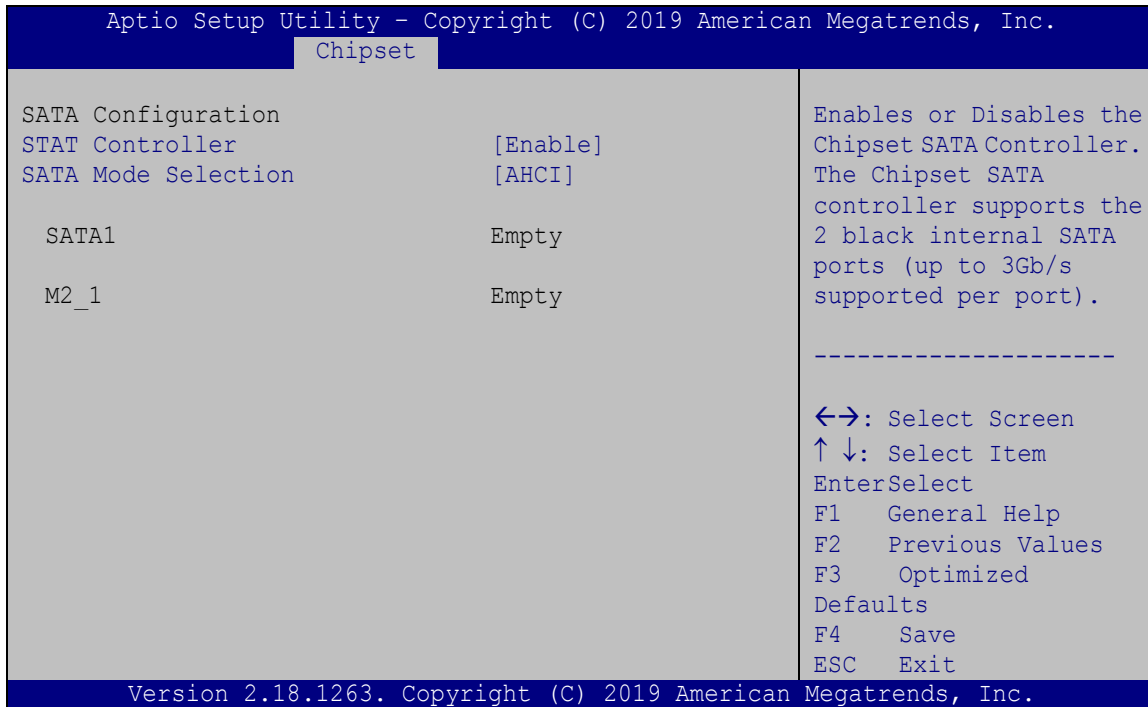 Aptio Setup Utility – Copyright (C) 2019 American Megatrends, Inc.
Chipset
SATA Configuration
STAT Controller [Enable]
SATA Mode Selection [AHCI]
SATA1 Empty
M2_1 Empty
Enables or Disables the
Chipset SATA Controller.
The Chipset SATA
controller supports the
2 black internal SATA
ports (up to 3Gb/s
supported per port).
---------------------
←→: Select Screen
↑ ↓: Select Item
EnterSelect
F1 General Help
F2 Previous Values
F3 Optimized
Defaults
F4 Save
ESC Exit
Version 2.18.1263. Copyright (C) 2019 American Megatrends, Inc.